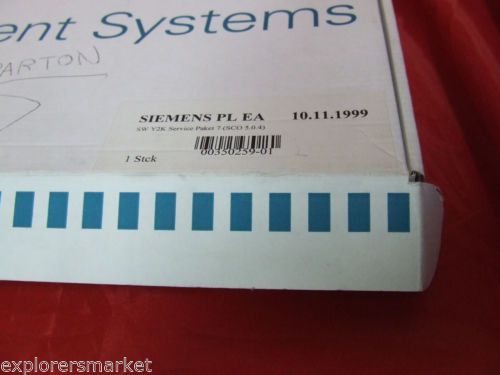 ent Systems
PARTON
SIEMENS PL EA 10.11.1999
SW Y2K Service Paket 7 (SCO 5.0.4)
00350259-01
1 Stck
explorersmarket